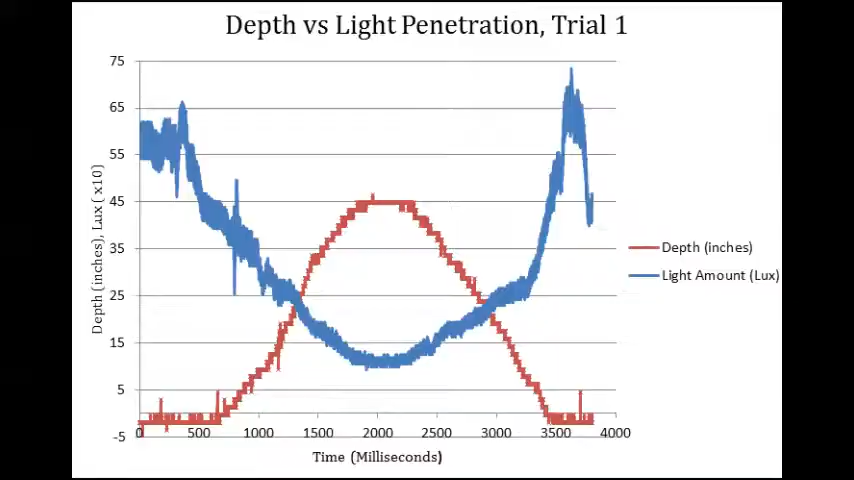 Depth vs Light Penetration, Trial 1
75
65
55
45
35
25
15
5
-5
Depth (inches), Lux ( x10)
0 500 1000 1500 2000 2500 3000 3500 4000
Time (Milliseconds)
Depth (inches)
Light Amount (Lux)